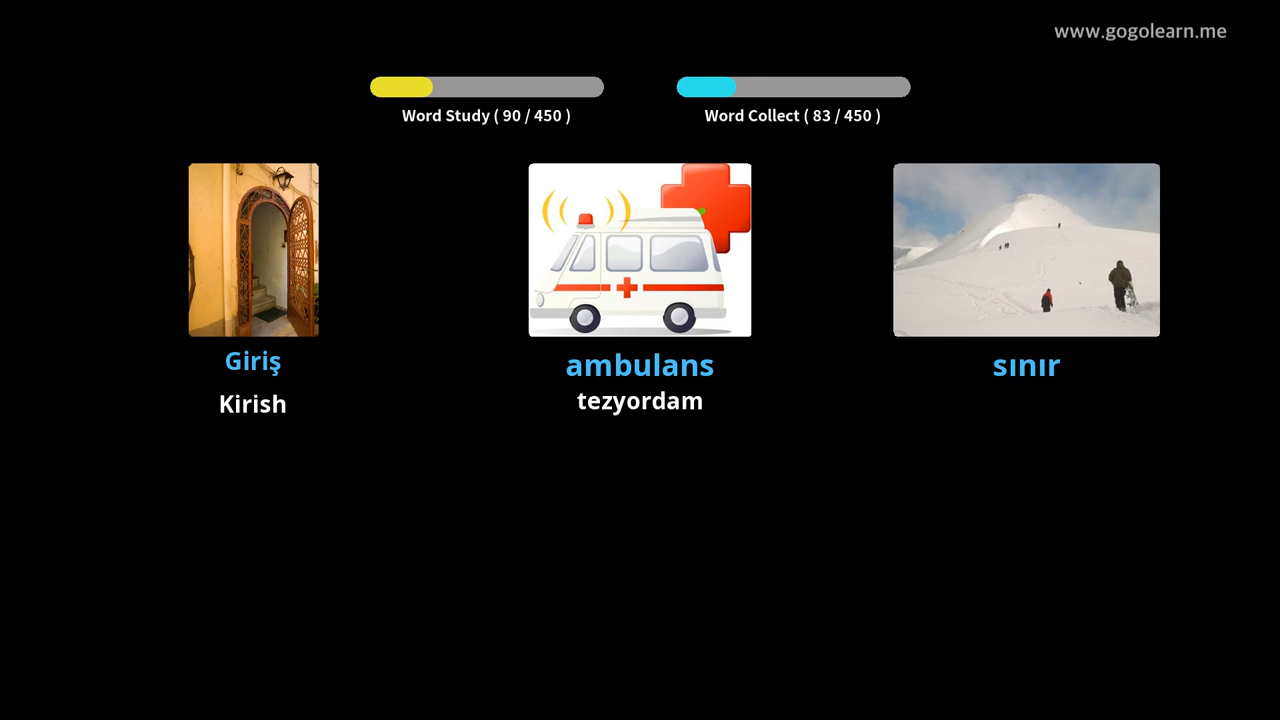 www.gogolearn.me
Word Study ( 90 / 450 )
Word Collect ( 83 / 450 )
Giriş
Kirish
ambulans
tezyordam
sınır